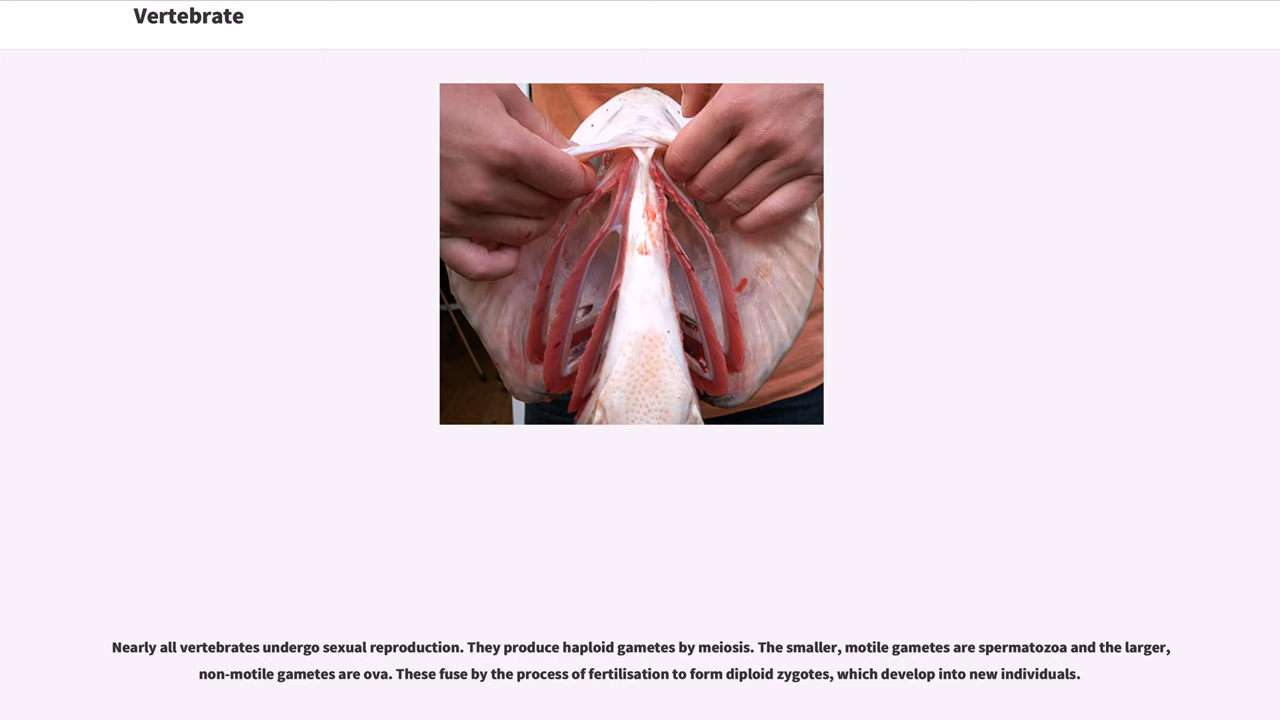 Vertebrate
Nearly all vertebrates undergo sexual reproduction. They produce haploid gametes by meiosis. The smaller, motile gametes are spermatozoa and the larger,
non-motile gametes are ova. These fuse by the process of fertilisation to form diploid zygotes, which develop into new individuals.